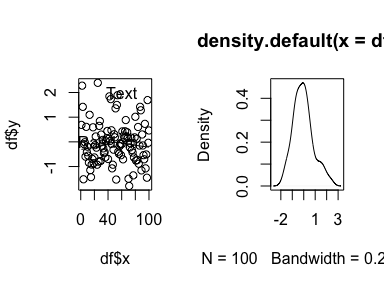 density.default(x = df
Text
df$y
-1
1
2
0
40
100
df$x
Density
0.0
0.2
0.4
-2
1
3
N = 100 Bandwidth = 0.2